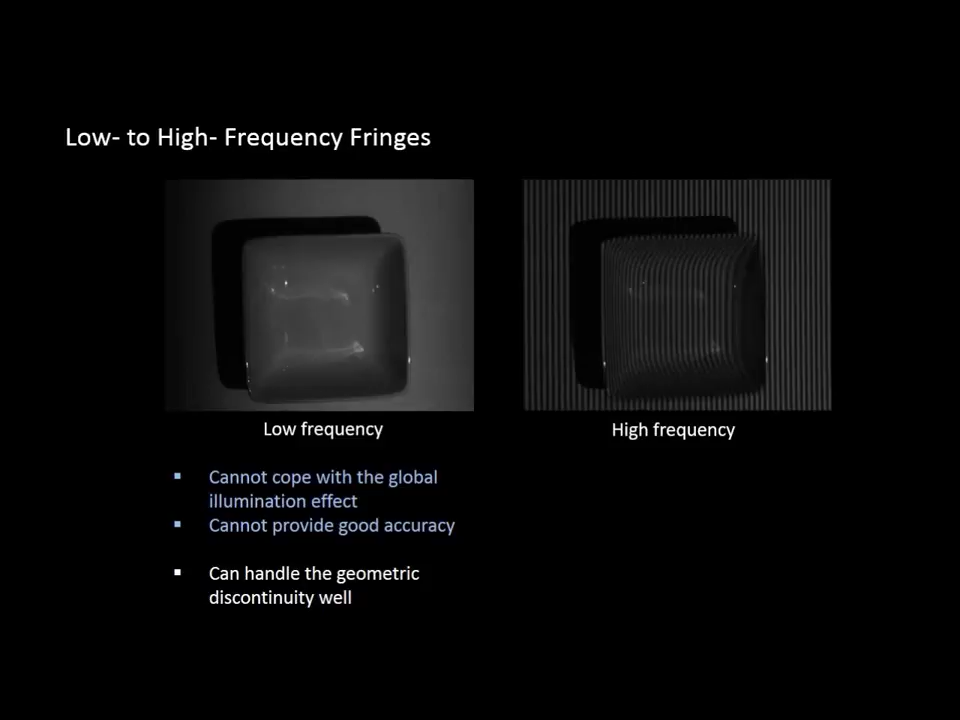 Low- to High- Frequency Fringes
Low frequency
High frequency
▪ Cannot cope with the global
illumination effect
▪ Cannot provide good accuracy
▪ Can handle the geometric
discontinuity well